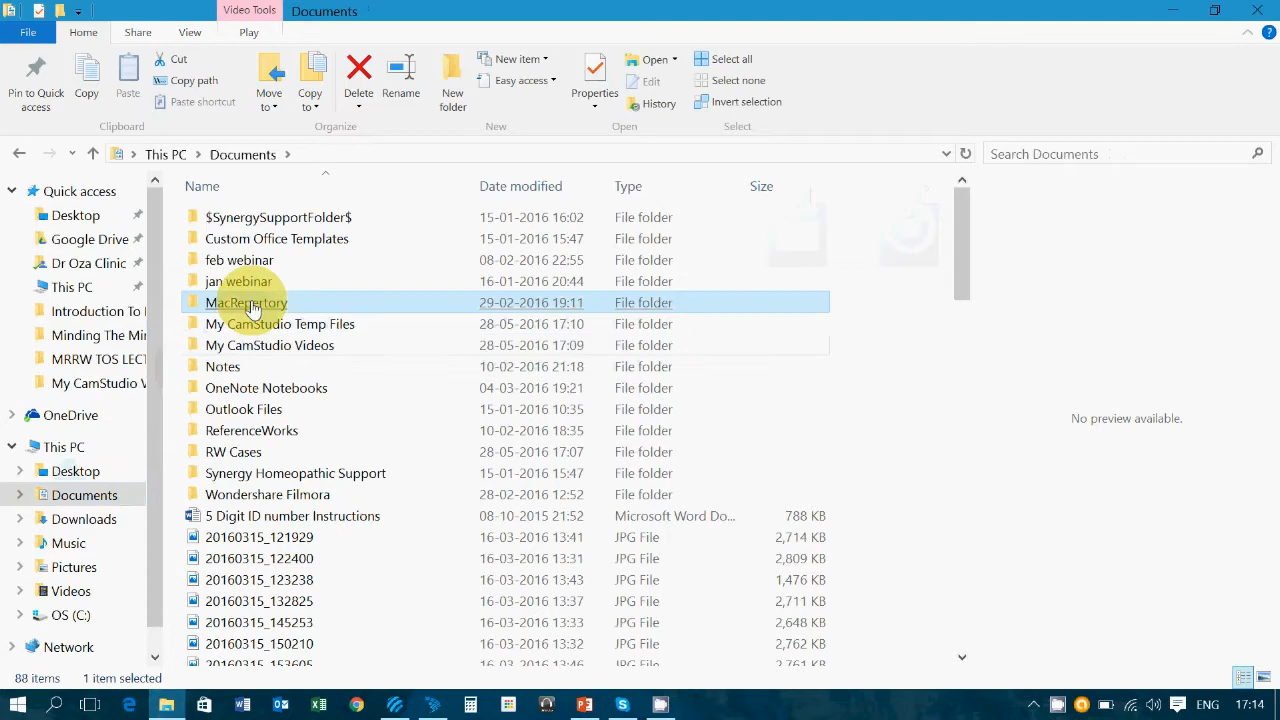 Video Tools
Documents
File
Home
Share
View
Play
Pin to Quick access
Copy
Paste
Cut
Copy path
Paste shortcut
Clipboard
Move to
Copy to
Delete
Rename
Organize
New folder
New item
Easy access
New
Properties
Open
Edit
History
Open
Select all
Select none
Invert selection
Select
This PC
Documents
Search Documents
Quick access
Desktop
Google Drive
Dr Oza Clinic
This PC
Introduction To
Minding The Min
MRRW TOS LECT
My CamStudio V
OneDrive
This PC
Desktop
Documents
Downloads
Music
Pictures
Videos
OS (C:)
Network
Name Date modified Type Size
$SynergySupportFolder$ 15-01-2016 16:02 File folder
Custom Office Templates 15-01-2016 15:47 File folder
feb webinar 08-02-2016 22:55 File folder
jan webinar 16-01-2016 20:44 File folder
MacRepertory 29-02-2016 19:11 File folder
My CamStudio Temp Files 28-05-2016 17:10 File folder
My CamStudio Videos 28-05-2016 17:09 File folder
Notes 10-02-2016 21:18 File folder
OneNote Notebooks 04-03-2016 19:21 File folder
Outlook Files 15-01-2016 10:35 File folder
ReferenceWorks 10-02-2016 18:35 File folder
RW Cases 28-05-2016 17:07 File folder
Synergy Homeopathic Support 15-01-2016 15:47 File folder
Wondershare Filmora 28-02-2016 12:52 File folder
5 Digit ID number Instructions 08-10-2015 21:52 Microsoft Word Do... 788 KB
20160315_121929 16-03-2016 13:41 JPG File 2,714 KB
20160315_122400 16-03-2016 13:31 JPG File 2,809 KB
20160315_123238 16-03-2016 13:43 JPG File 1,476 KB
20160315_132825 16-03-2016 13:37 JPG File 2,711 KB
20160315_145253 16-03-2016 13:33 JPG File 2,648 KB
20160315_150210 16-03-2016 13:44 JPG File 2,762 KB
20160315_153605 16-03-2016 13:46 JPG File 2,761 KB
No preview available.
88 items 1 item selected
ENG 17:14